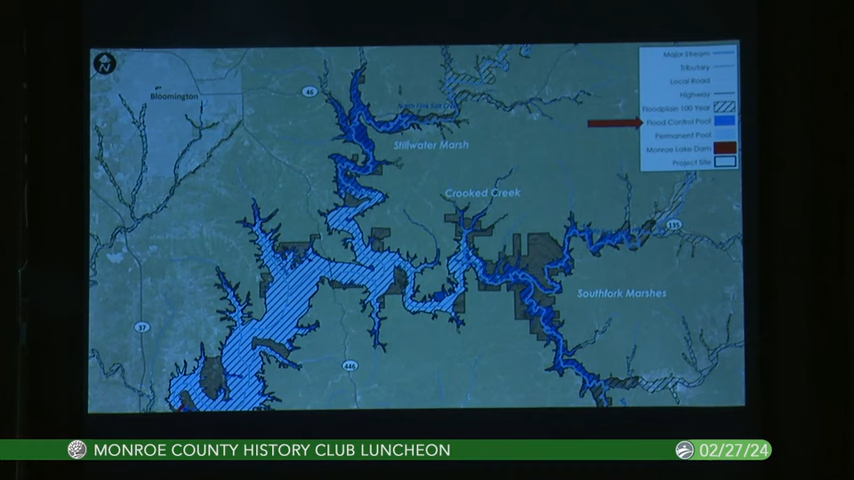 N
Bloomington
46
Stillwater Marsh
Crooked Creek
135
Southfork Marshes
37
446
Major Stream
Tributary
Local Road
Highway
Floodplain 100 Year
Flood Control Pool
Permanent Pool
Monroe Lake Dam
Project Site
MONROE COUNTY HISTORY CLUB LUNCHEON
02/27/24